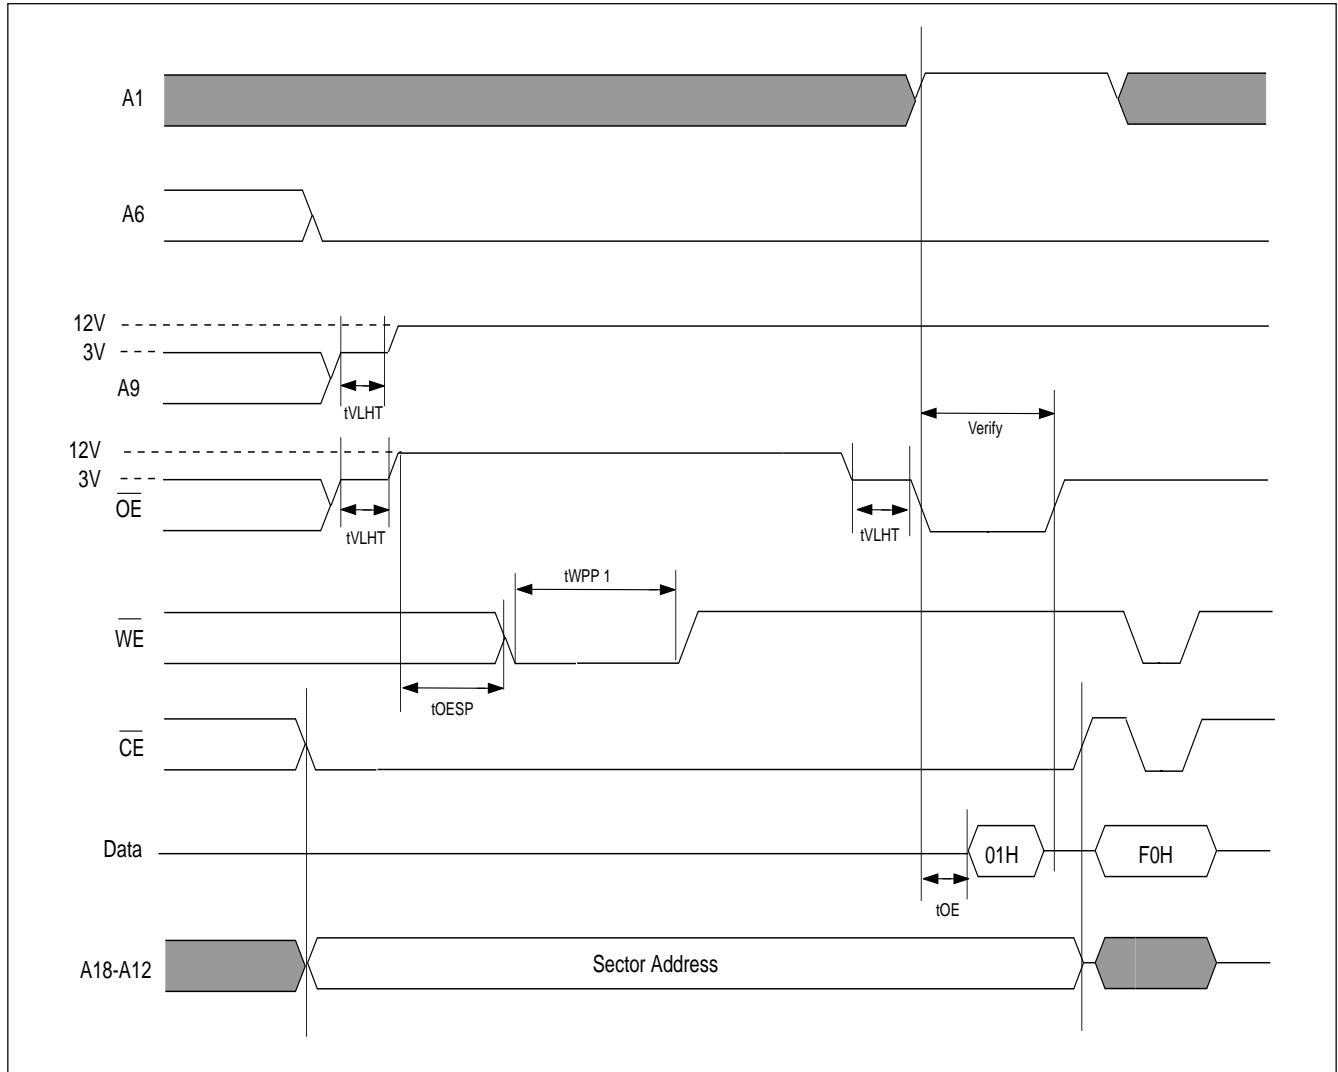 A1
A6
12V
3V
A9
tVLHT
Verify
12V
3V
OE
tVLHT
tVLHT
tWPP 1
WE
tOESP
CE
Data
01H
F0H
tOE
A18-A12
Sector Address